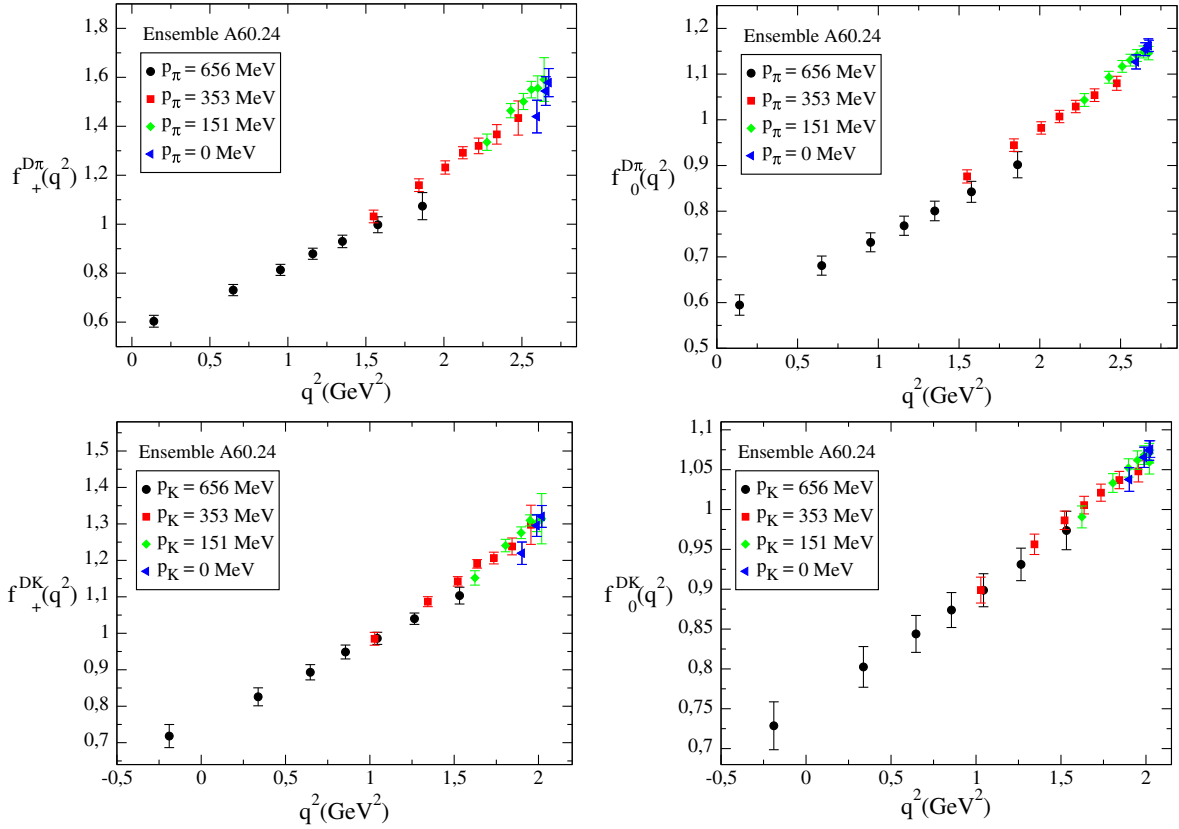 Ensemble A60.24
p_π = 656 MeV
p_π = 353 MeV
p_π = 151 MeV
p_π = 0 MeV
1,8
1,6
1,4
1,2
1
0,8
0,6
f_+^{Dπ}(q^2)
0 0,5 1 1,5 2 2,5
q^2(GeV^2)
Ensemble A60.24
p_π = 656 MeV
p_π = 353 MeV
p_π = 151 MeV
p_π = 0 MeV
1,2
1,1
1
0,9
0,8
0,7
0,6
0,5
f_0^{Dπ}(q^2)
0 0,5 1 1,5 2 2,5
q^2(GeV^2)
Ensemble A60.24
p_K = 656 MeV
p_K = 353 MeV
p_K = 151 MeV
p_K = 0 MeV
1,5
1,4
1,3
1,2
1,1
1
0,9
0,8
0,7
f_+^{DK}(q^2)
-0,5 0 0,5 1 1,5 2
q^2(GeV^2)
Ensemble A60.24
p_K = 656 MeV
p_K = 353 MeV
p_K = 151 MeV
p_K = 0 MeV
1,1
1,05
1
0,95
0,9
0,85
0,8
0,75
0,7
f_0^{DK}(q^2)
-0,5 0 0,5 1 1,5 2
q^2(GeV^2)